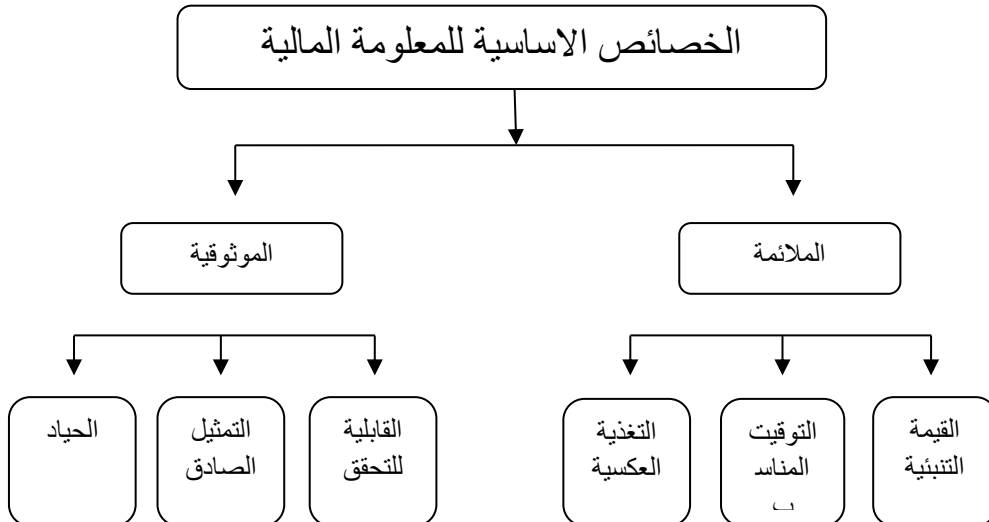 الخصائص الاساسية للمعلومة المالية
الملائمة
الموثوقية
القيمة
التنبئية
التوقيت
المناس
ب
التغذية
العكسية
القابلية
للتحقق
التمثيل
الصادق
الحياد